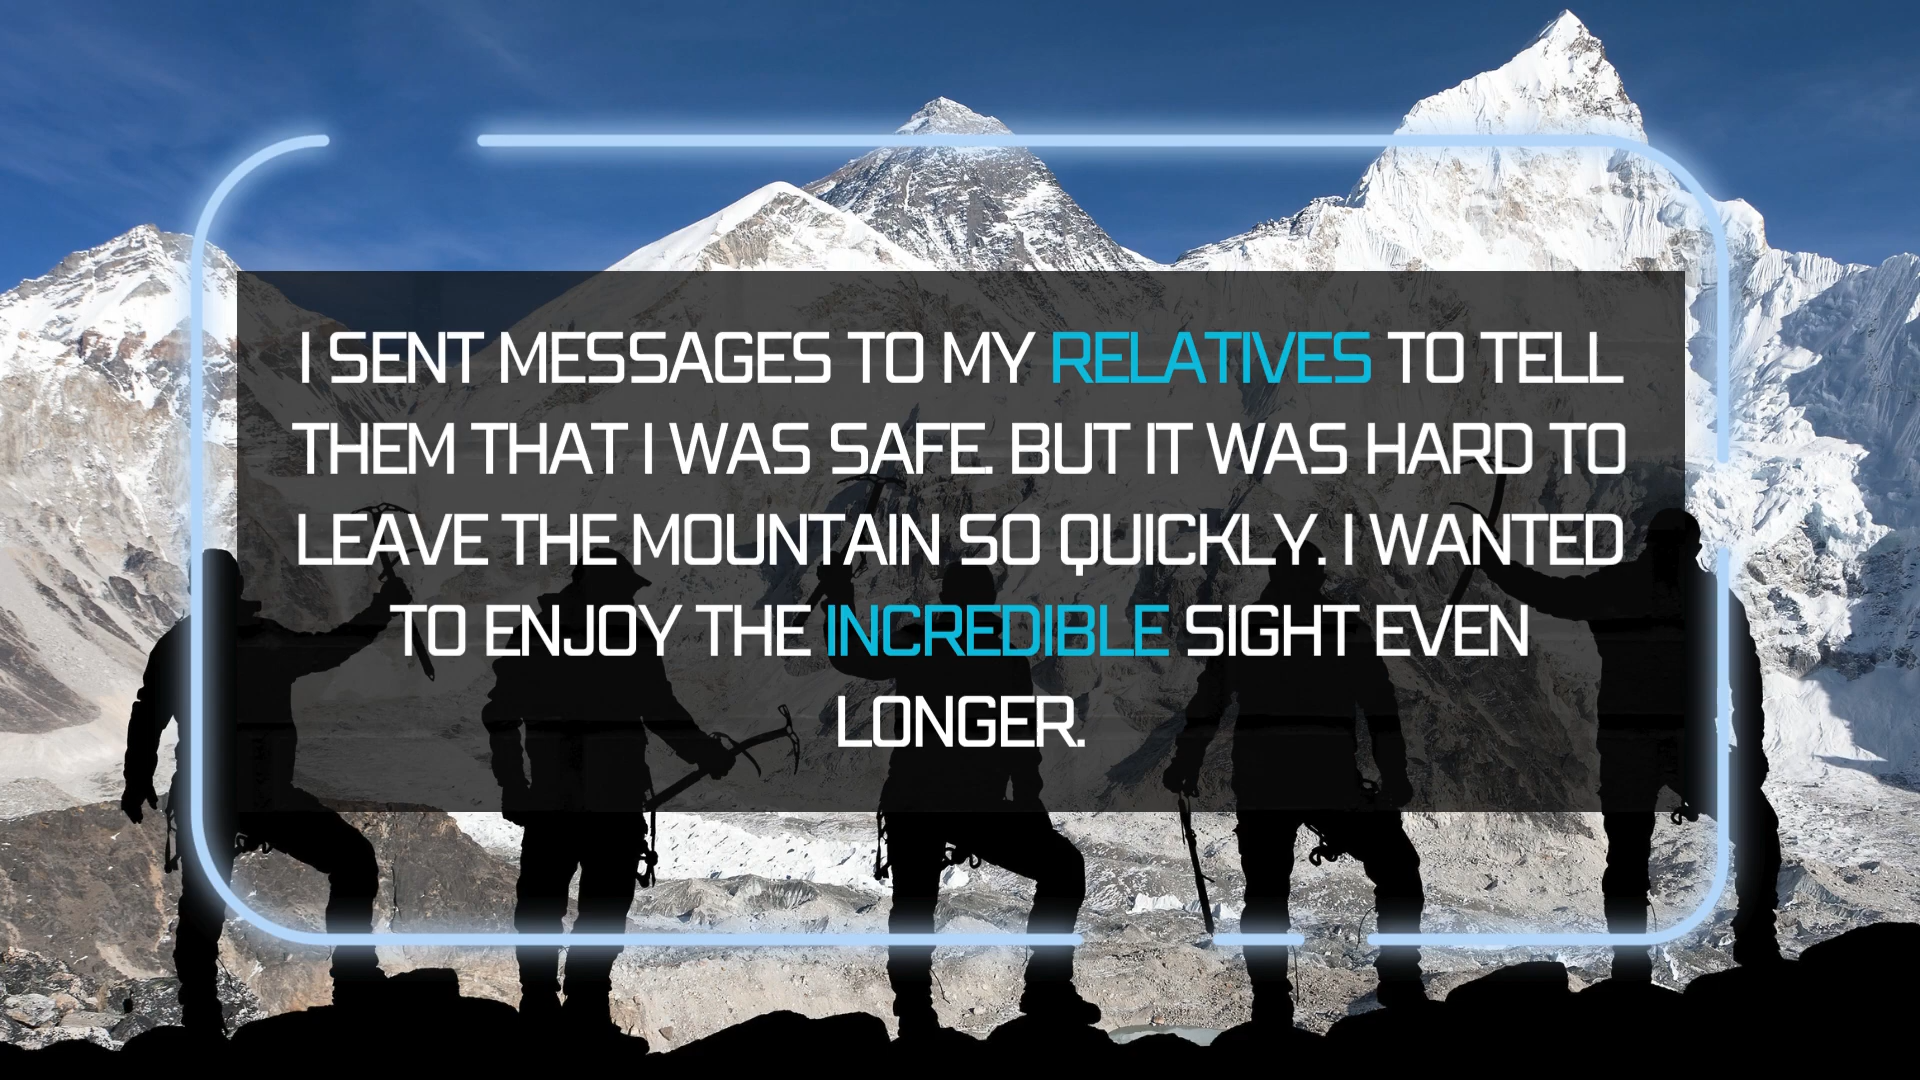 I SENT MESSAGES TO MY RELATIVES TO TELL
THEM THAT I WAS SAFE. BUT IT WAS HARD TO
LEAVE THE MOUNTAIN SO QUICKLY. I WANTED
TO ENJOY THE INCREDIBLE SIGHT EVEN
LONGER.